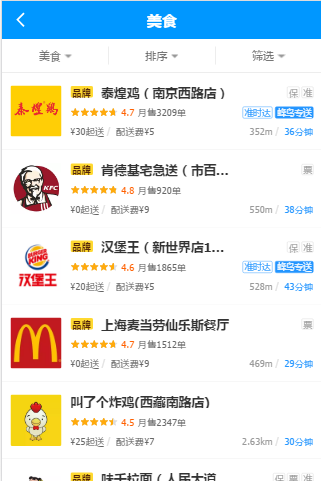 美食
美食 排序 筛选
秦煌鸡
品牌 泰煌鸡（南京西路店） 保 准
4.7 月售3209单 准时达 蜂鸟专送
¥30起送 / 配送费¥5 352m / 36分钟
KFC
品牌 肯德基宅急送（市百... 票
4.8 月售920单
¥0起送 / 配送费¥9 550m / 38分钟
BURGER KING
汉堡王
品牌 汉堡王（新世界店1... 保 准
4.6 月售1865单 准时达 蜂鸟专送
¥20起送 / 配送费¥5 528m / 43分钟
品牌 上海麦当劳仙乐斯餐厅 票
4.7 月售1512单
¥0起送 / 配送费¥9 469m / 29分钟
叫了个炸鸡(西藏南路店)
4.5 月售2347单
¥25起送 / 配送费¥7 2.63km / 30分钟
品牌 味千拉面（人民大道 保 票 准